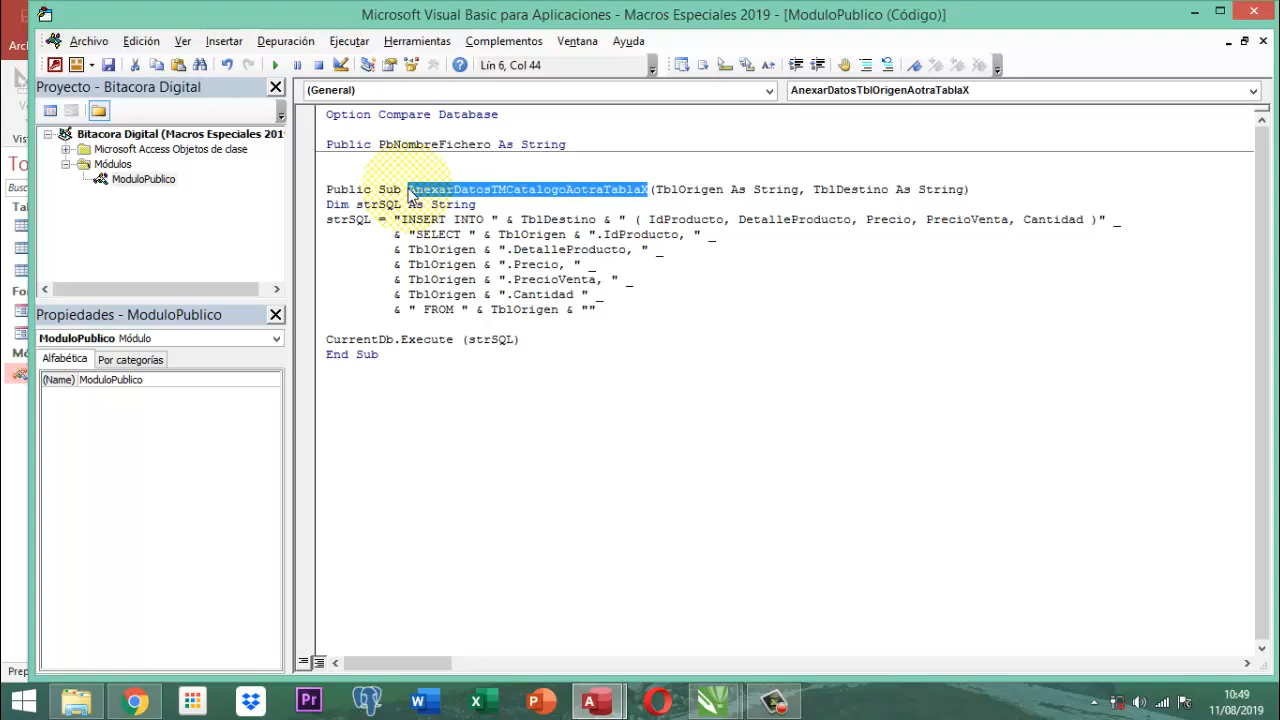 Microsoft Visual Basic para Aplicaciones - Macros Especiales 2019 - [ModuloPublico (Código)]
Archivo Edición Ver Insertar Depuración Ejecutar Herramientas Complementos Ventana Ayuda
Lín 6, Col 44
Proyecto - Bitacora Digital
Bitacora Digital (Macros Especiales 201
Microsoft Access Objetos de clase
Módulos
ModuloPublico
Propiedades - ModuloPublico
ModuloPublico Módulo
Alfabética Por categorías
(Name) ModuloPublico
(General) AnexarDatosTblOrigenAotraTablaX
Option Compare Database
Public PbNombreFichero As String
Public Sub AnexarDatosTMCatalogoAotraTablaX(TblOrigen As String, TblDestino As String)
Dim strSQL As String
strSQL = "INSERT INTO " & TblDestino & " ( IdProducto, DetalleProducto, Precio, PrecioVenta, Cantidad )" _
& "SELECT " & TblOrigen & ".IdProducto, " _
& TblOrigen & ".DetalleProducto, " _
& TblOrigen & ".Precio, " _
& TblOrigen & ".PrecioVenta, " _
& TblOrigen & ".Cantidad " _
& " FROM " & TblOrigen & ""
CurrentDb.Execute (strSQL)
End Sub
10:49
11/08/2019